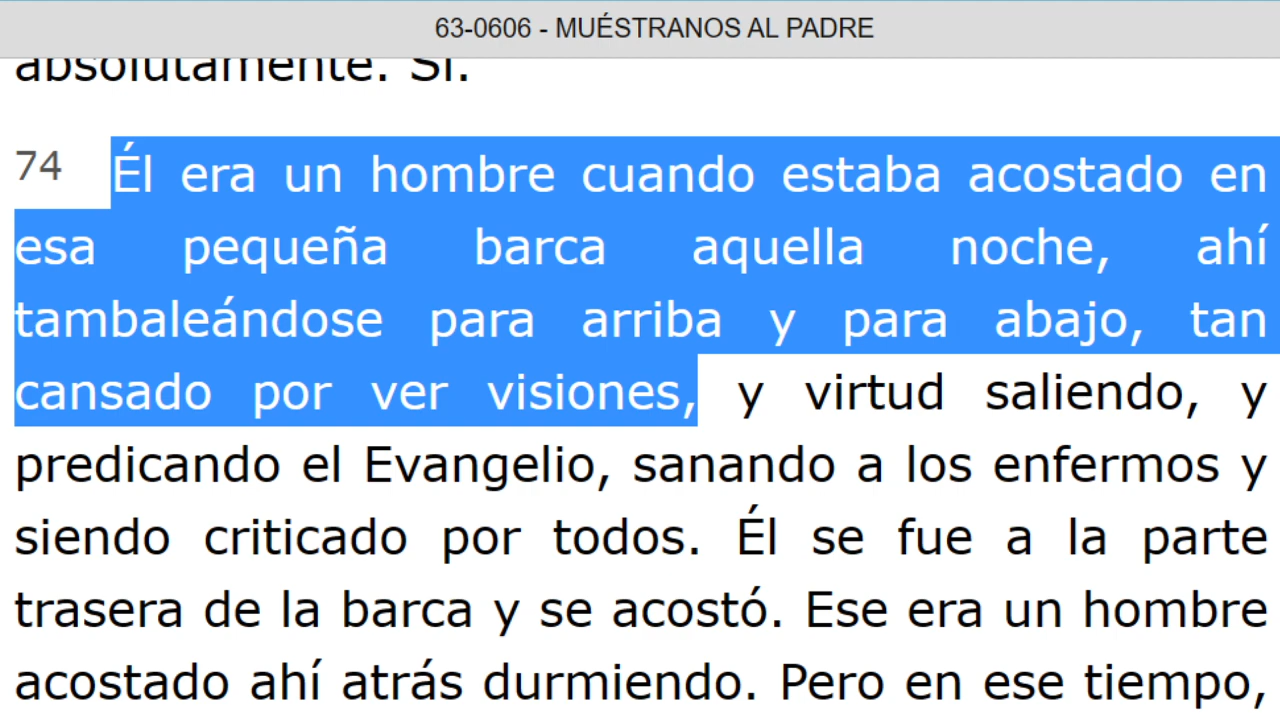 63-0606 - MUÉSTRANOS AL PADRE
absolutamente. Sí.
74 Él era un hombre cuando estaba acostado en
esa pequeña barca aquella noche, ahí
tambaleándose para arriba y para abajo, tan
cansado por ver visiones, y virtud saliendo, y
predicando el Evangelio, sanando a los enfermos y
siendo criticado por todos. Él se fue a la parte
trasera de la barca y se acostó. Ese era un hombre
acostado ahí atrás durmiendo. Pero en ese tiempo,